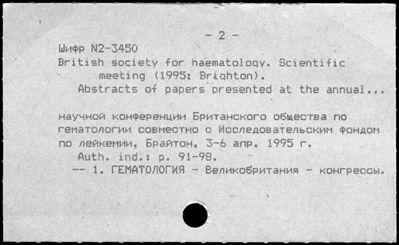 - 2 -
Шифр N2-3450
British society for haematology. Scientific
meeting (1995; Brighton).
Abstracts of papers presented at the annual...
научной конференции Британского общества по
гематологии совместно с Исследовательским фондом
по лейкемии, Брайтон, 3-6 апр. 1995 г.
Auth. ind.: p. 91-98.
-- 1. ГЕМАТОЛОГИЯ - Великобритания - конгрессы.